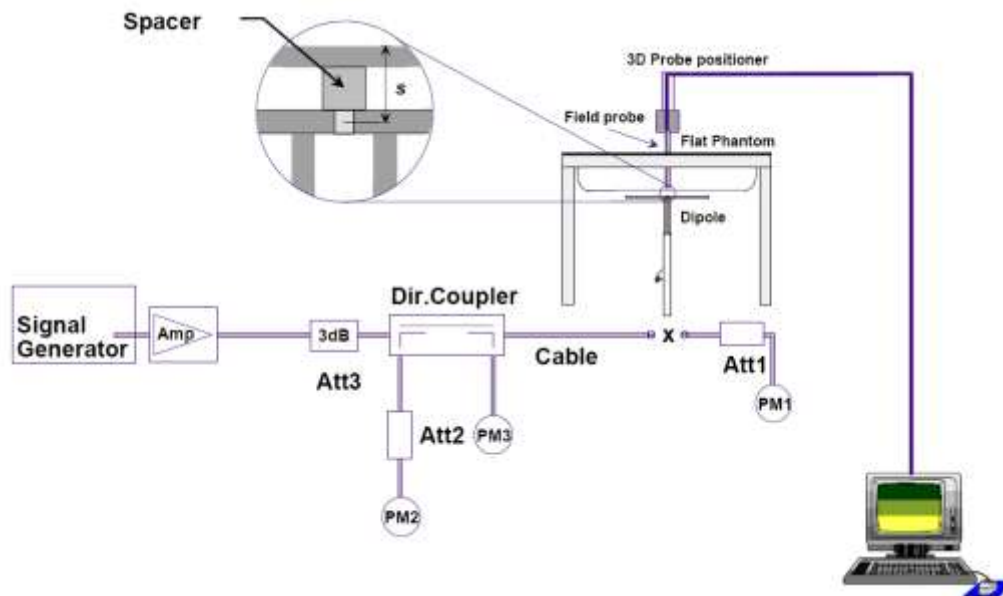 Spacer
s
3D Probe positioner
Field probe
Flat Phantom
Dipole
Signal
Generator
Amp
3dB
Att3
Dir.Coupler
Cable
x
Att1
PM1
Att2
PM3
PM2